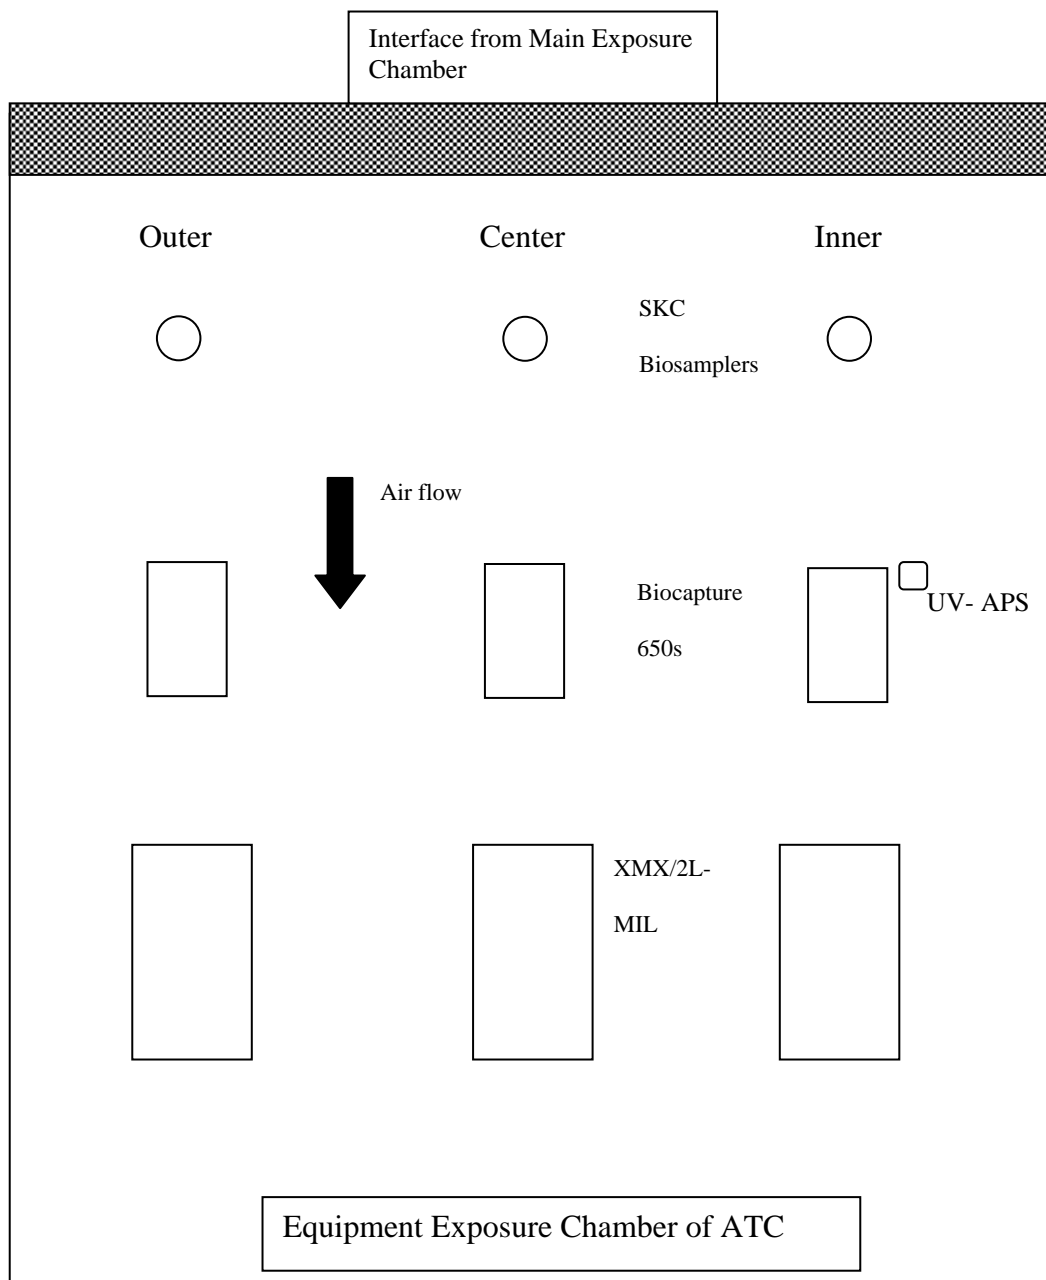 Interface from Main Exposure
Chamber
Outer
Center
Inner
SKC
Biosamplers
Air flow
Biocapture
650s
UV- APS
XMX/2L-
MIL
Equipment Exposure Chamber of ATC